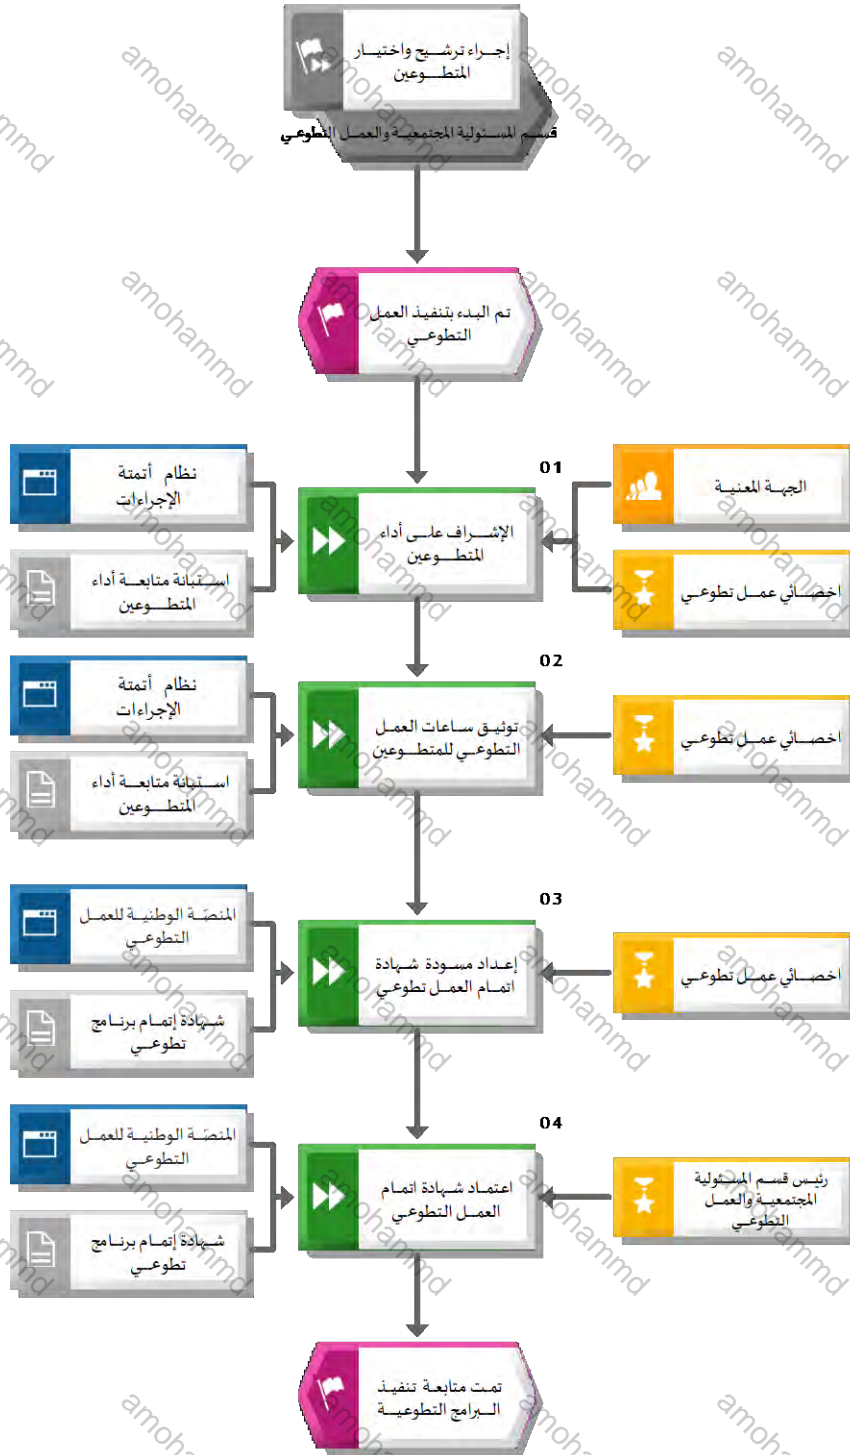 إجراء ترشيح واختيار
المتطوعين
قسم المسئولية المجتمعية والعمل التطوعي
تم البدء بتنفيذ العمل
التطوعي
01
الجهة المعنية
اخصائي عمل تطوعي
الإشراف على أداء
المتطوعين
نظام أتمتة
الإجراءات
استبانة متابعة أداء
المتطوعين
02
اخصائي عمل تطوعي
توثيق ساعات العمل
التطوعي للمتطوعين
نظام أتمتة
الإجراءات
استبانة متابعة أداء
المتطوعين
03
اخصائي عمل تطوعي
إعداد مسودة شهادة
اتمام العمل تطوعي
المنصّة الوطنية للعمل
التطوعي
شهادة إتمام برنامج
تطوعي
04
رئيس قسم المسئولية
المجتمعية والعمل
التطوعي
اعتماد شهادة اتمام
العمل التطوعي
المنصّة الوطنية للعمل
التطوعي
شهادة إتمام برنامج
تطوعي
تمت متابعة تنفيذ
البرامج التطوعية
amohammd